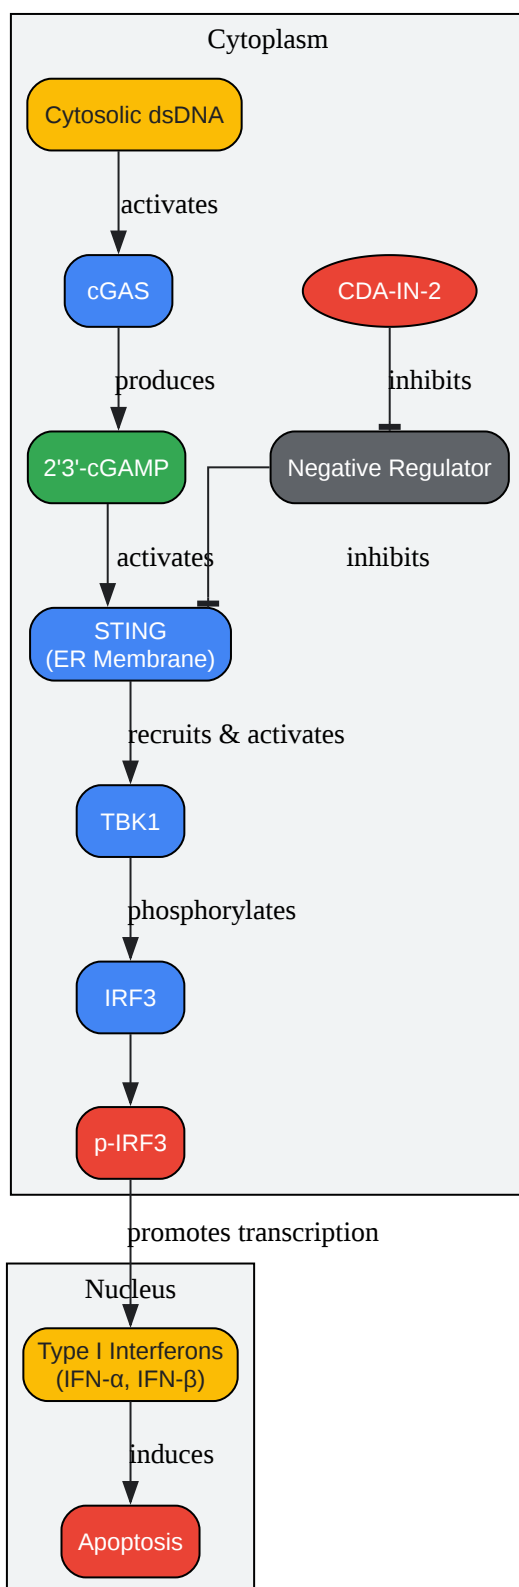 Cytoplasm
Cytosolic dsDNA
activates
cGAS
CDA-IN-2
produces
inhibits
2'3'-cGAMP
Negative Regulator
activates
inhibits
STING
(ER Membrane)
recruits & activates
TBK1
phosphorylates
IRF3
p-IRF3
promotes transcription
Nucleus
Type I Interferons
(IFN-α, IFN-β)
induces
Apoptosis